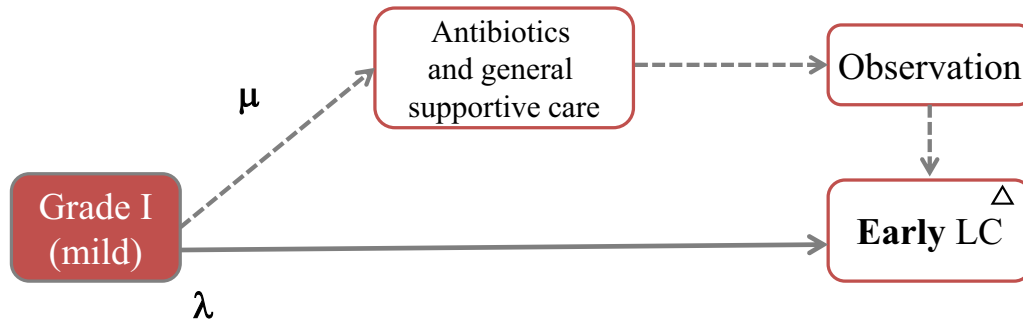 Antibiotics
and general
supportive care
Observation
μ
Grade I
(mild)
△
Early LC
λ